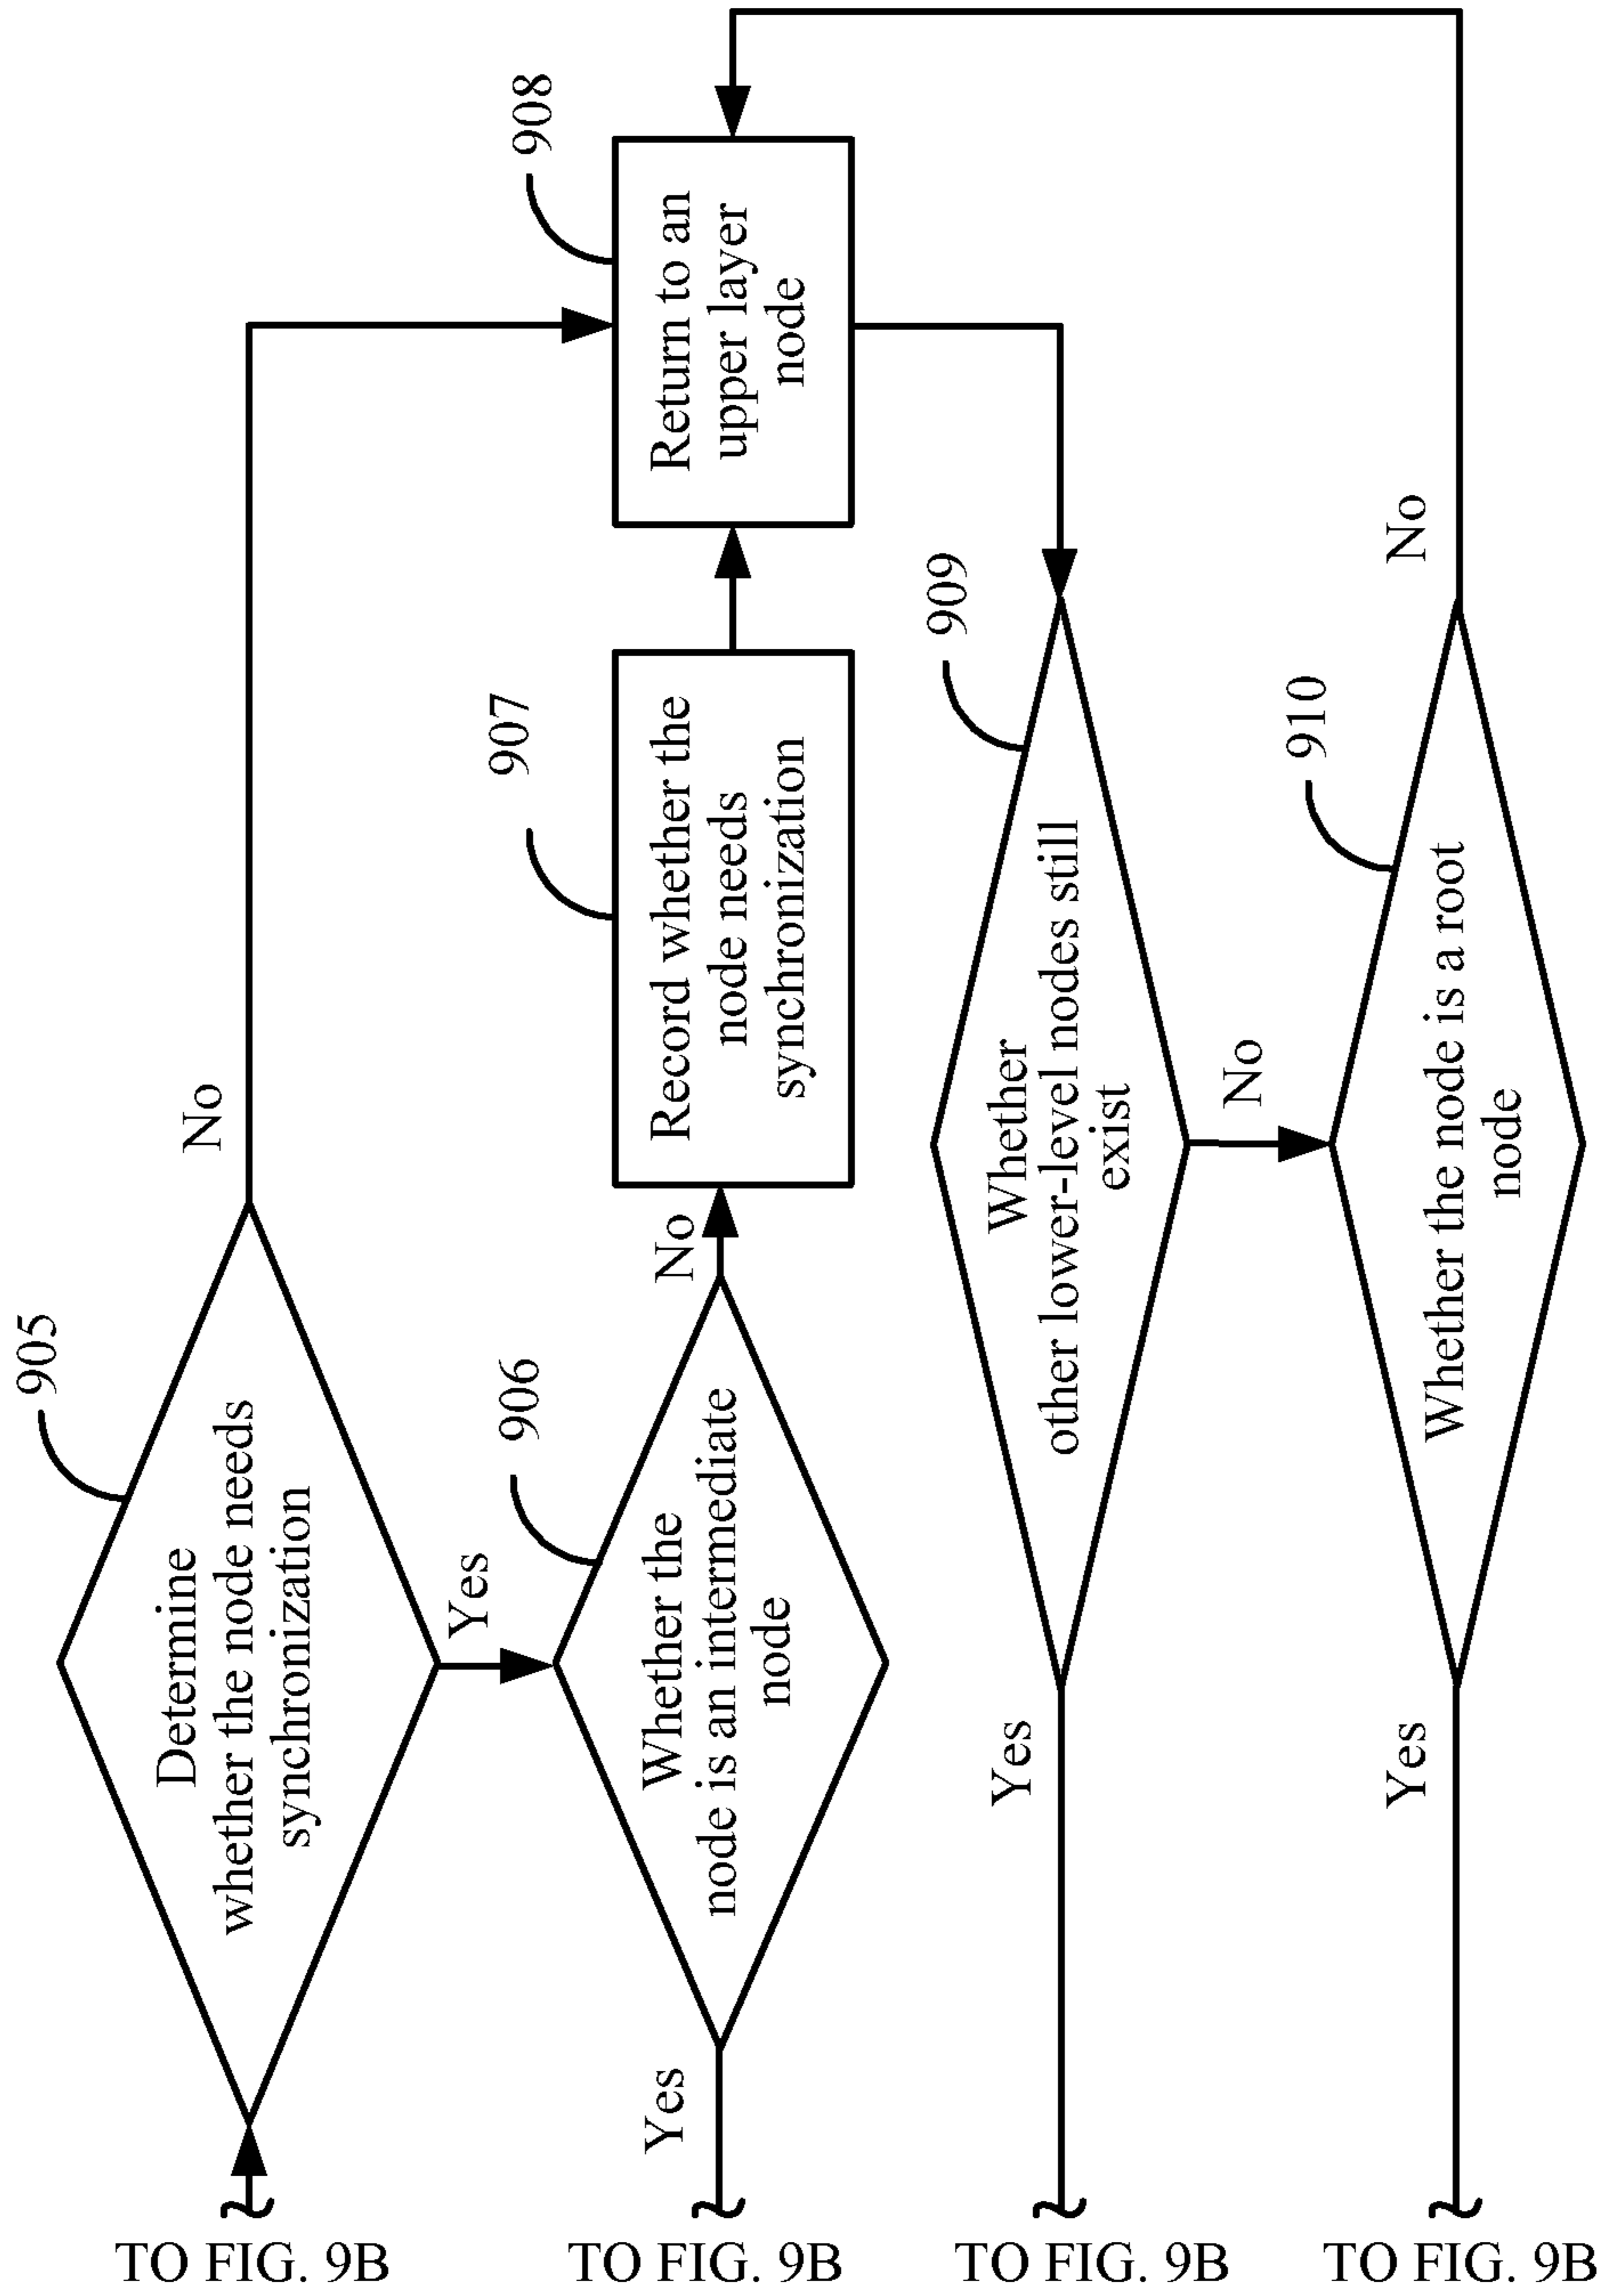 905
Determine
whether the node needs
synchronization
No
Yes
906
Whether the
node is an intermediate
node
Yes
No
907
Record whether the
node needs
synchronization
908
Return to an
upper layer
node
909
Whether
other lower-level nodes still
exist
Yes
No
910
Whether the node is a root
node
Yes
No
TO FIG. 9B
TO FIG. 9B
TO FIG. 9B
TO FIG. 9B